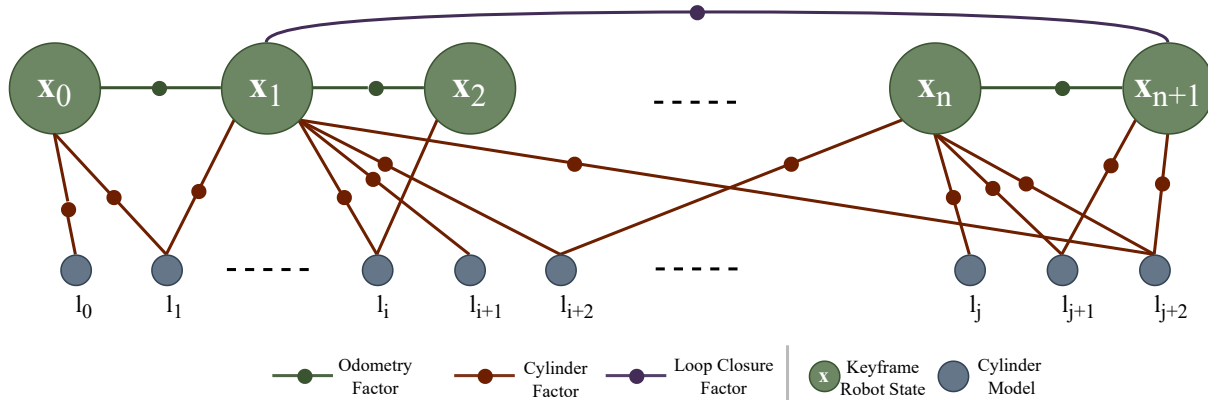 x0 x1 x2 xn xn+1
l0 l1 li li+1 li+2 lj lj+1 lj+2
Odometry Factor
Cylinder Factor
Loop Closure Factor
x Keyframe Robot State
Cylinder Model